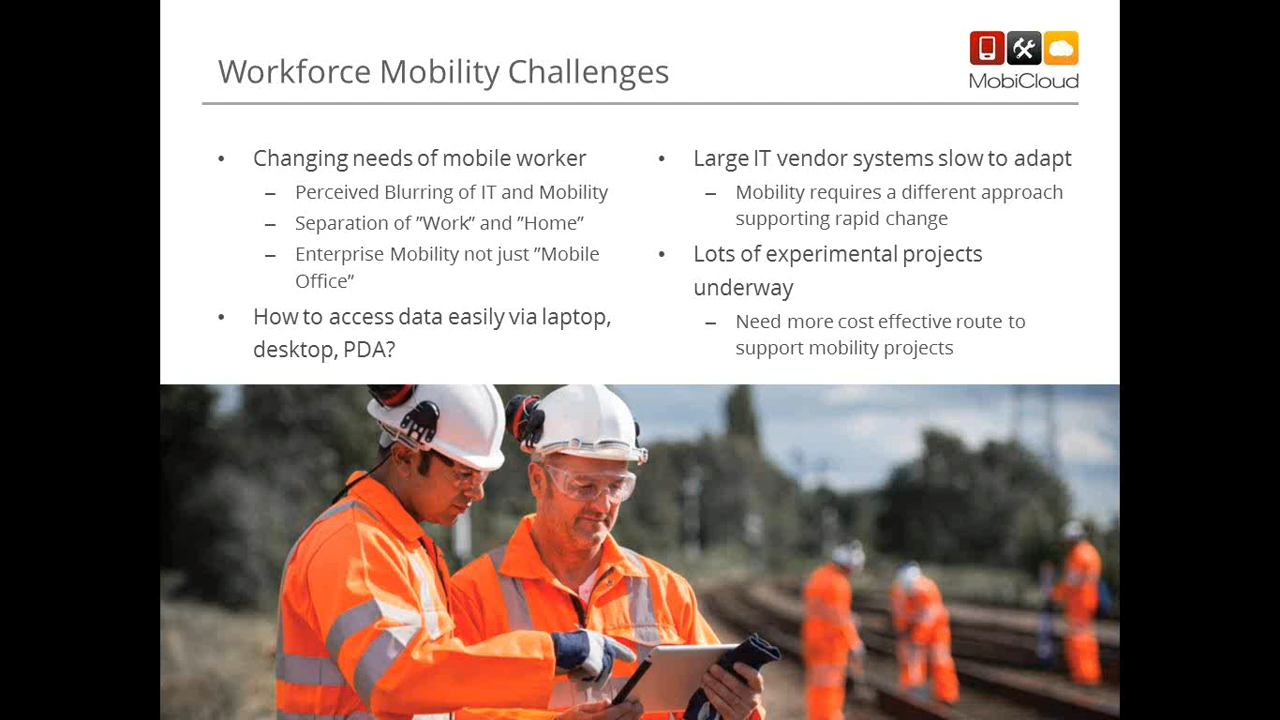 Workforce Mobility Challenges
MobiCloud
• Changing needs of mobile worker
– Perceived Blurring of IT and Mobility
– Separation of ”Work” and ”Home”
– Enterprise Mobility not just ”Mobile
Office”
• How to access data easily via laptop,
desktop, PDA?
• Large IT vendor systems slow to adapt
– Mobility requires a different approach
supporting rapid change
• Lots of experimental projects
underway
– Need more cost effective route to
support mobility projects